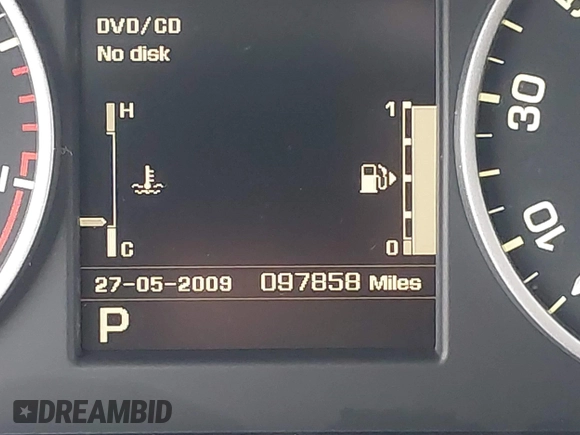 DVD/CD
No disk
H
1
C
0
30
10
27-05-2009 097858 Miles
P
DREAMBID